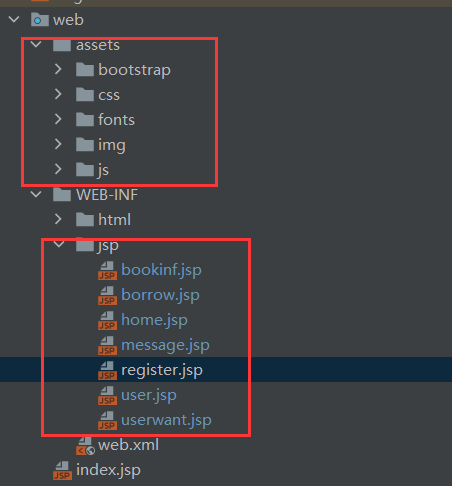 web
assets
bootstrap
css
fonts
img
js
WEB-INF
html
jsp
JSP bookinf.jsp
JSP borrow.jsp
JSP home.jsp
JSP message.jsp
JSP register.jsp
JSP user.jsp
JSP userwant.jsp
web.xml
JSP index.jsp